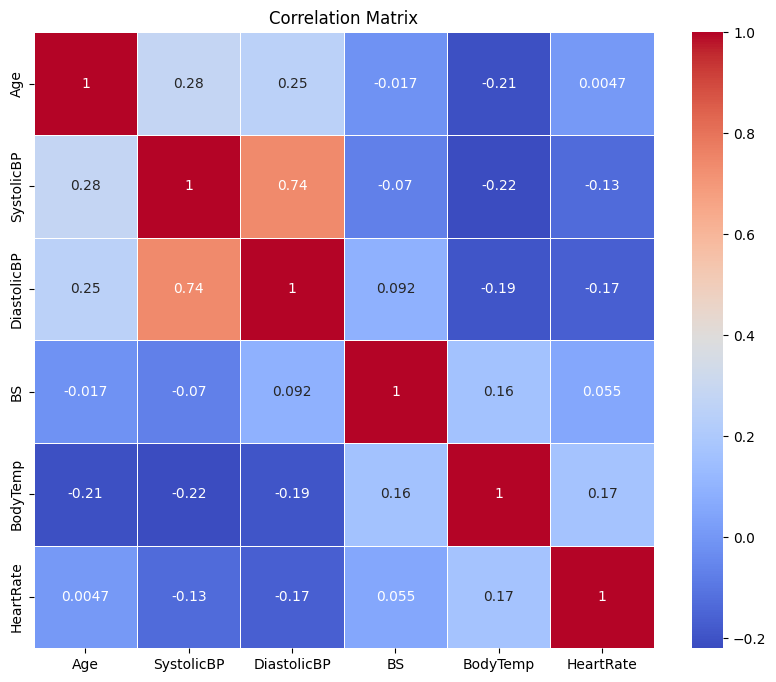 Correlation Matrix
Age 1 0.28 0.25 -0.017 -0.21 0.0047
SystolicBP 0.28 1 0.74 -0.07 -0.22 -0.13
DiastolicBP 0.25 0.74 1 0.092 -0.19 -0.17
BS -0.017 -0.07 0.092 1 0.16 0.055
BodyTemp -0.21 -0.22 -0.19 0.16 1 0.17
HeartRate 0.0047 -0.13 -0.17 0.055 0.17 1
Age SystolicBP DiastolicBP BS BodyTemp HeartRate
1.0
0.8
0.6
0.4
0.2
0.0
−0.2